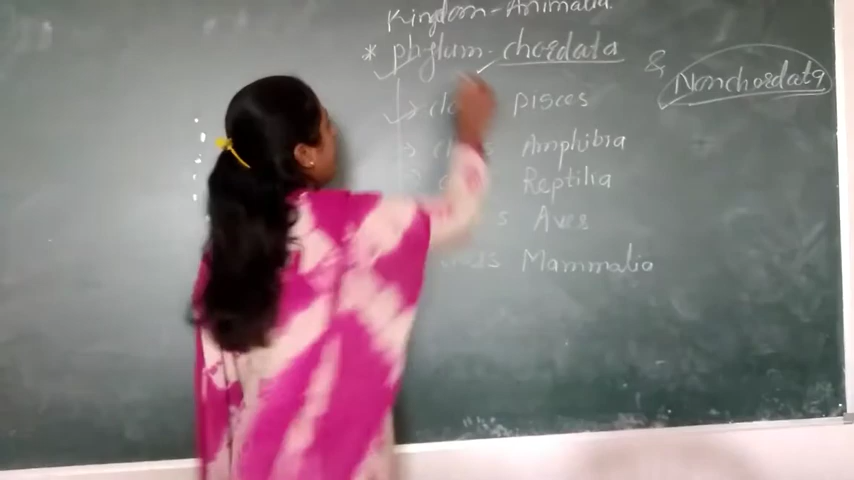 Kingdom-Animalia
* phylum-chordata & Nonchordata
Pisces
Amphibia
Reptilia
Aves
Mammalia